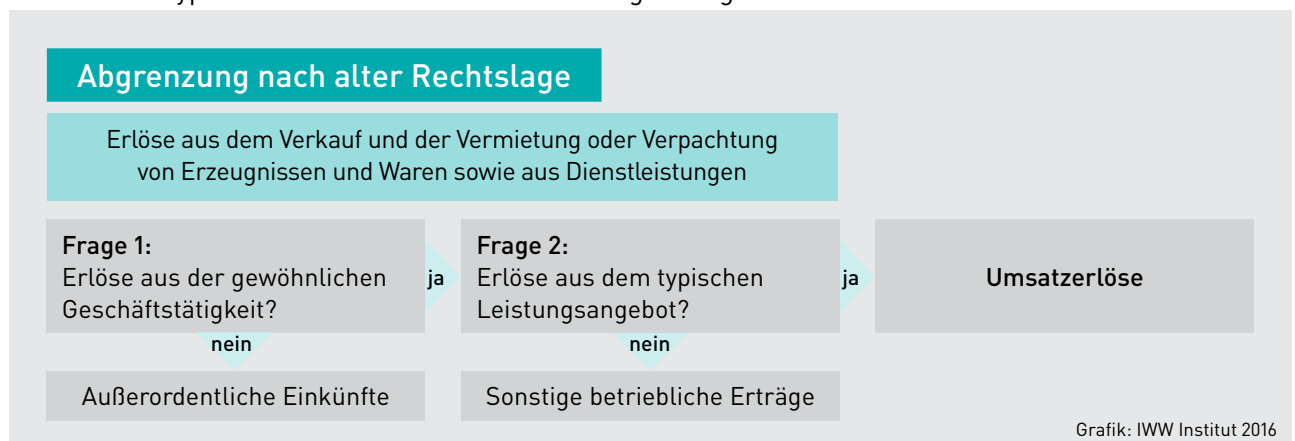 Abgrenzung nach alter Rechtslage
Erlöse aus dem Verkauf und der Vermietung oder Verpachtung
von Erzeugnissen und Waren sowie aus Dienstleistungen
Frage 1:
Erlöse aus der gewöhnlichen
Geschäftstätigkeit?
ja
Frage 2:
Erlöse aus dem typischen
Leistungsangebot?
ja
Umsatzerlöse
nein
nein
Außerordentliche Einkünfte
Sonstige betriebliche Erträge
Grafik: IWW Institut 2016